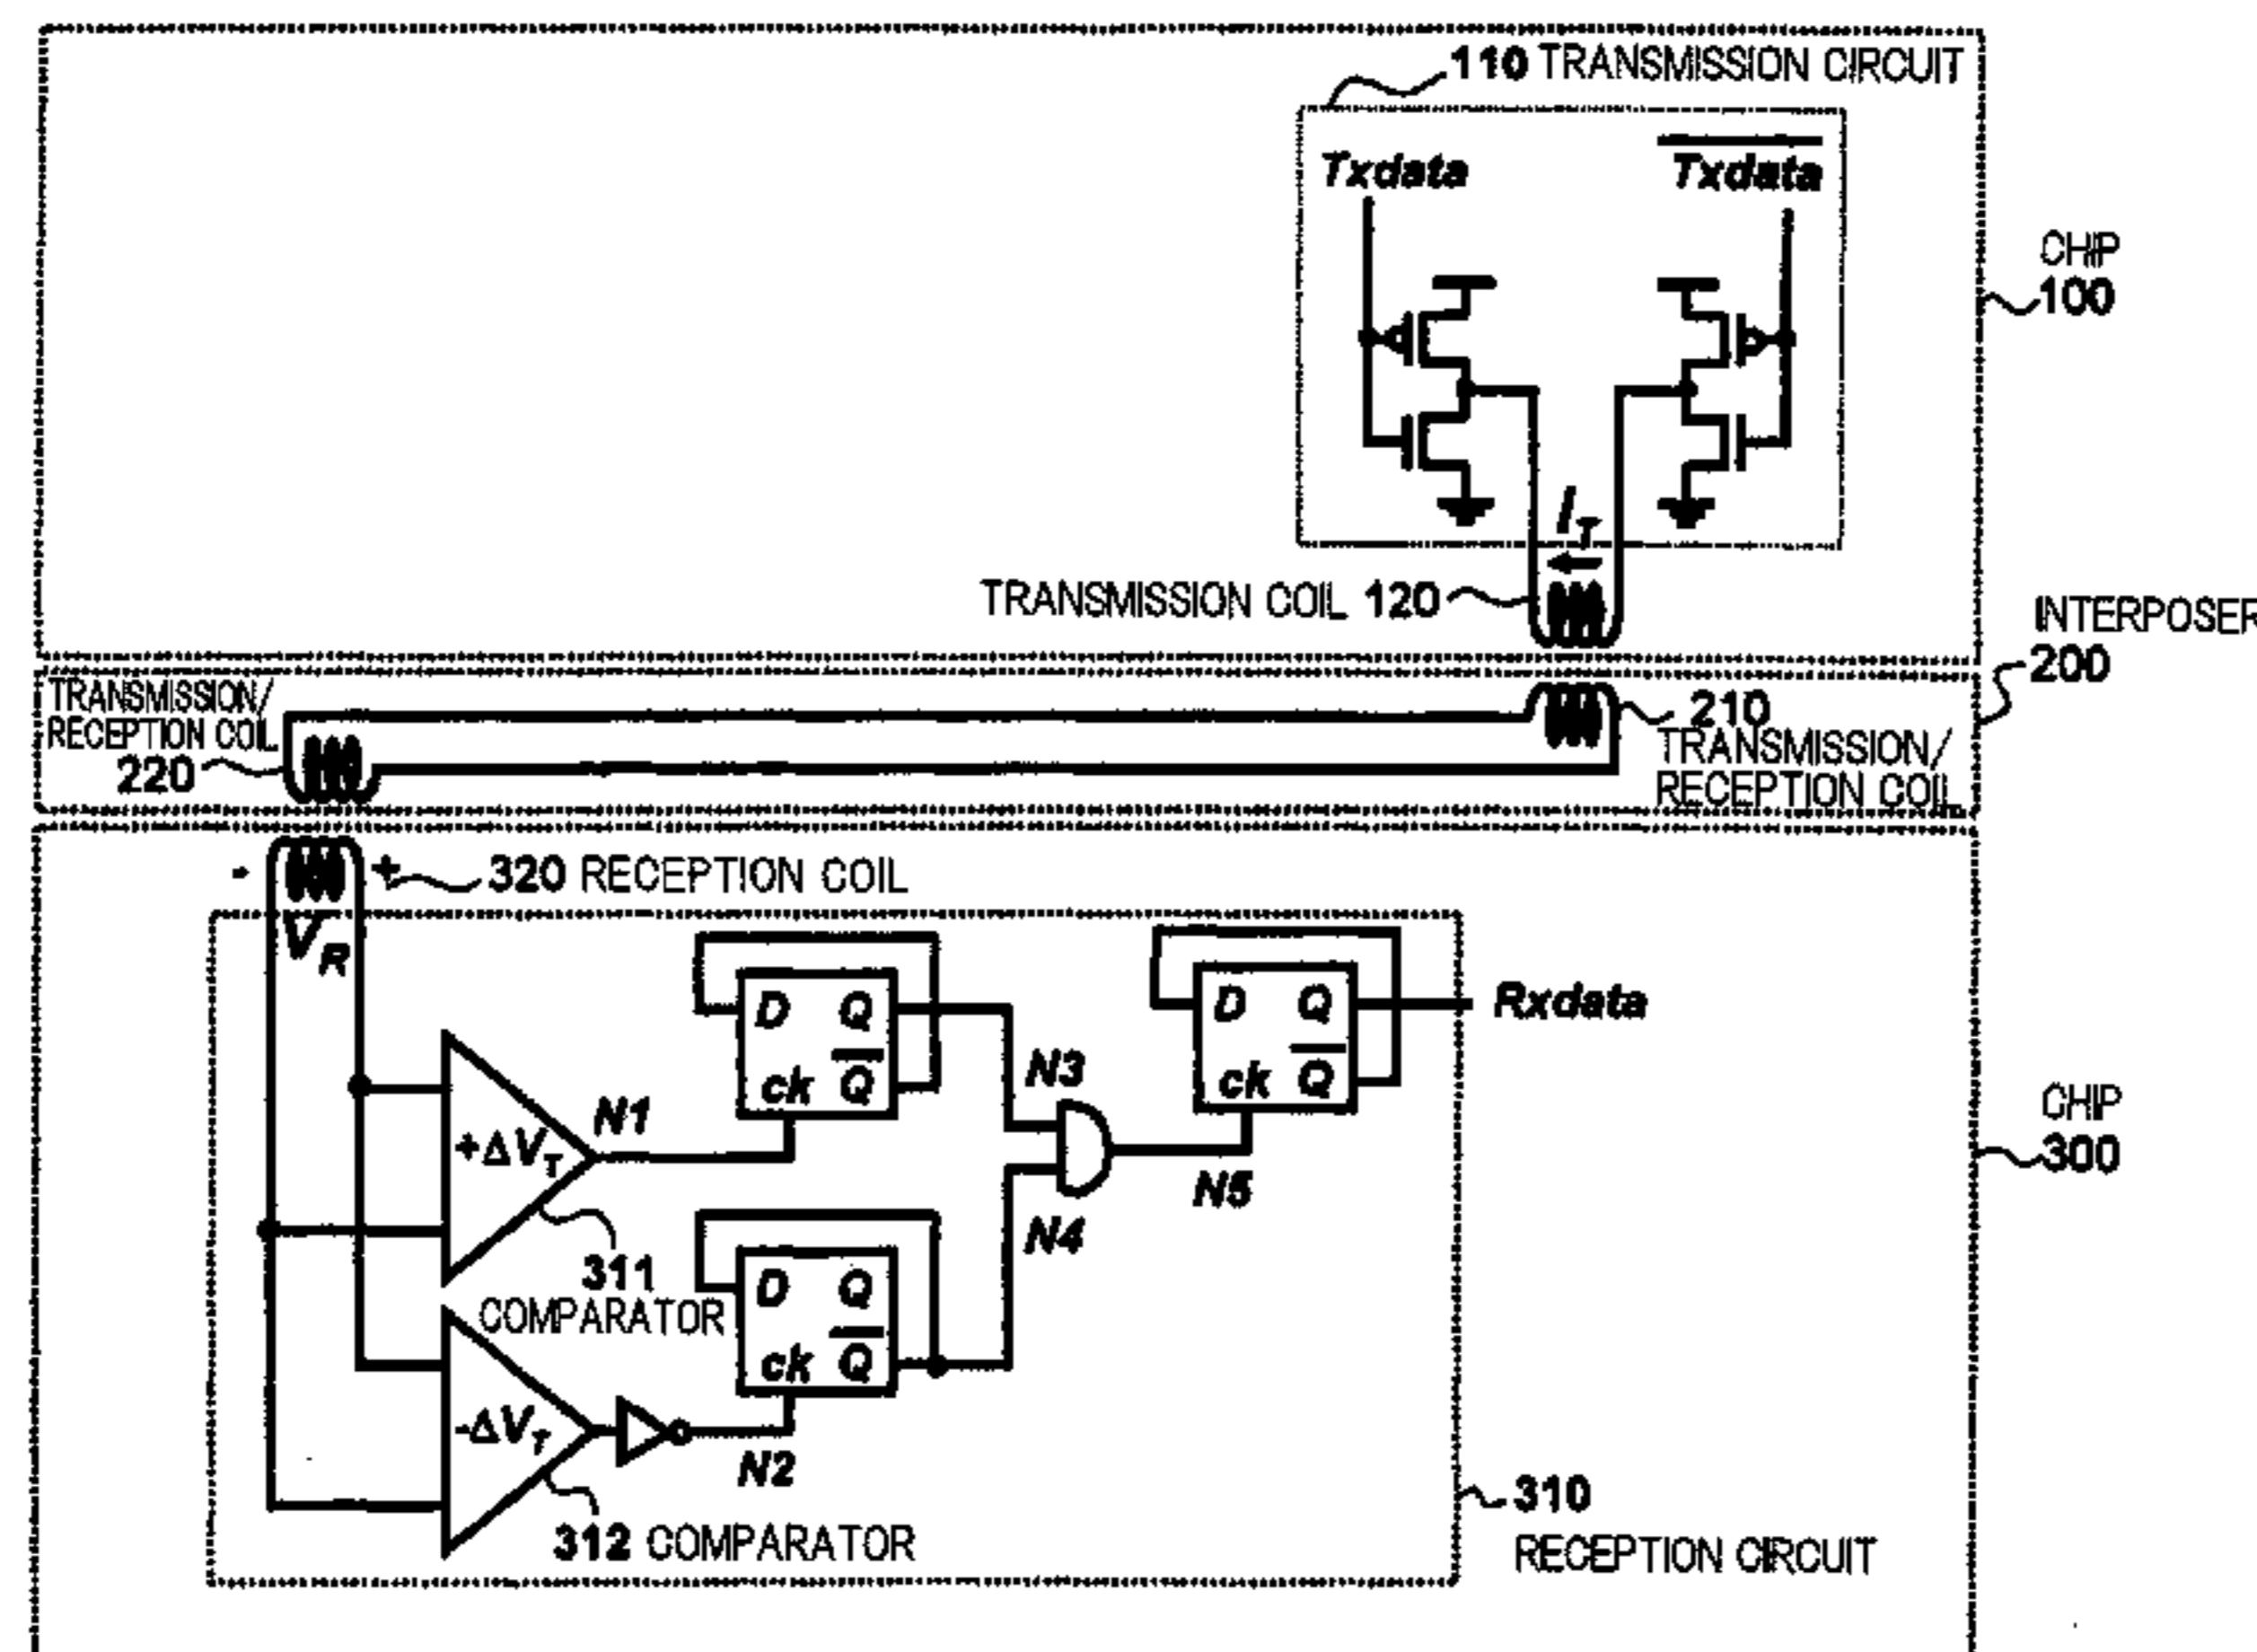 110 TRANSMISSION CIRCUIT
Txdata
T̅x̅d̅a̅t̅a̅
CHIP
100
I_T
TRANSMISSION COIL 120
INTERPOSER
200
TRANSMISSION/
RECEPTION COIL
220
210
TRANSMISSION/
RECEPTION COIL
- + 320 RECEPTION COIL
V_R
D Q
ck Q̅
D Q
ck Q̅
Rxdata
N3
N1
+ΔV_T
N5
N4
CHIP
300
311
COMPARATOR
D Q
ck Q̅
-ΔV_T
N2
312 COMPARATOR
310
RECEPTION CIRCUIT